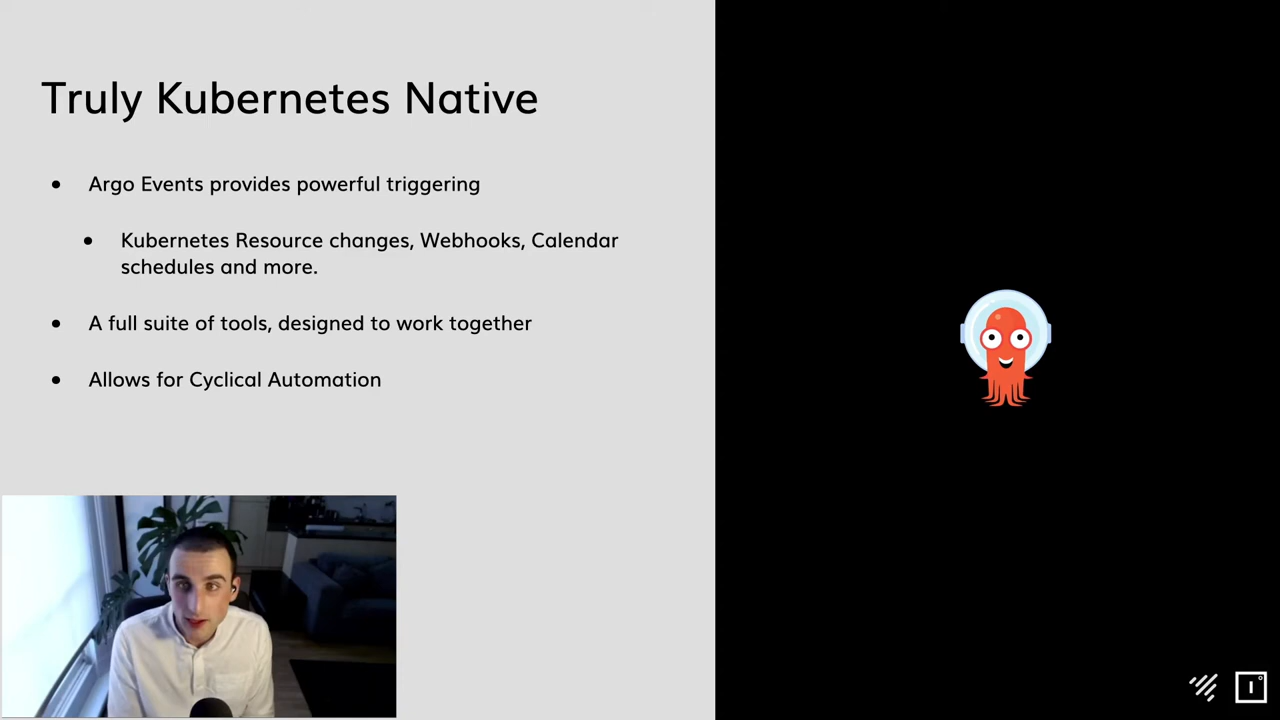 Truly Kubernetes Native
Argo Events provides powerful triggering
Kubernetes Resource changes, Webhooks, Calendar
schedules and more.
A full suite of tools, designed to work together
Allows for Cyclical Automation